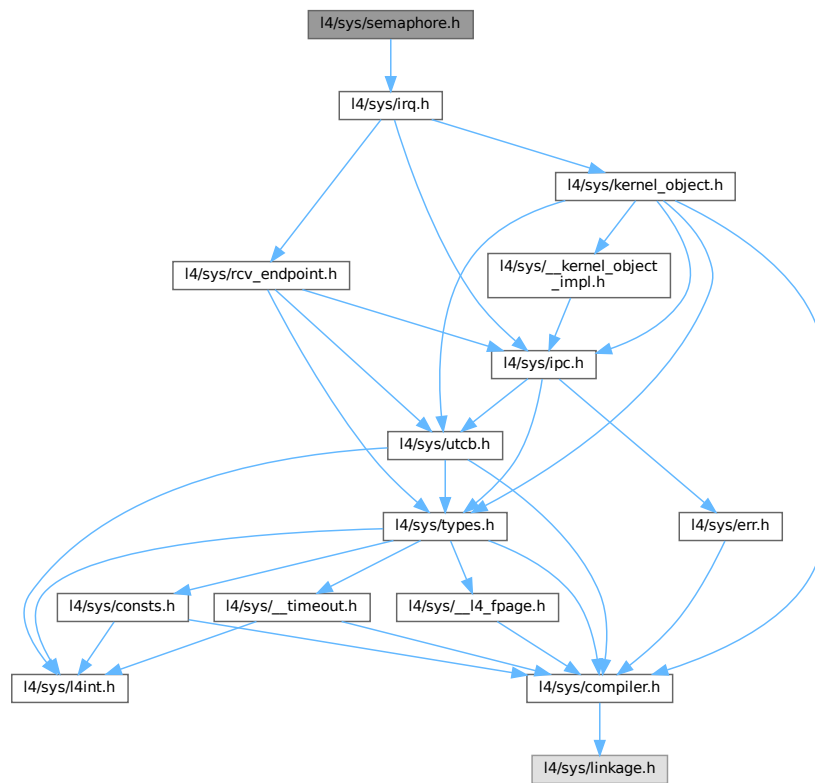 l4/sys/semaphore.h
l4/sys/irq.h
l4/sys/kernel_object.h
l4/sys/rcv_endpoint.h
l4/sys/__kernel_object
_impl.h
l4/sys/ipc.h
l4/sys/utcb.h
l4/sys/types.h
l4/sys/err.h
l4/sys/consts.h
l4/sys/__timeout.h
l4/sys/__l4_fpage.h
l4/sys/l4int.h
l4/sys/compiler.h
l4/sys/linkage.h